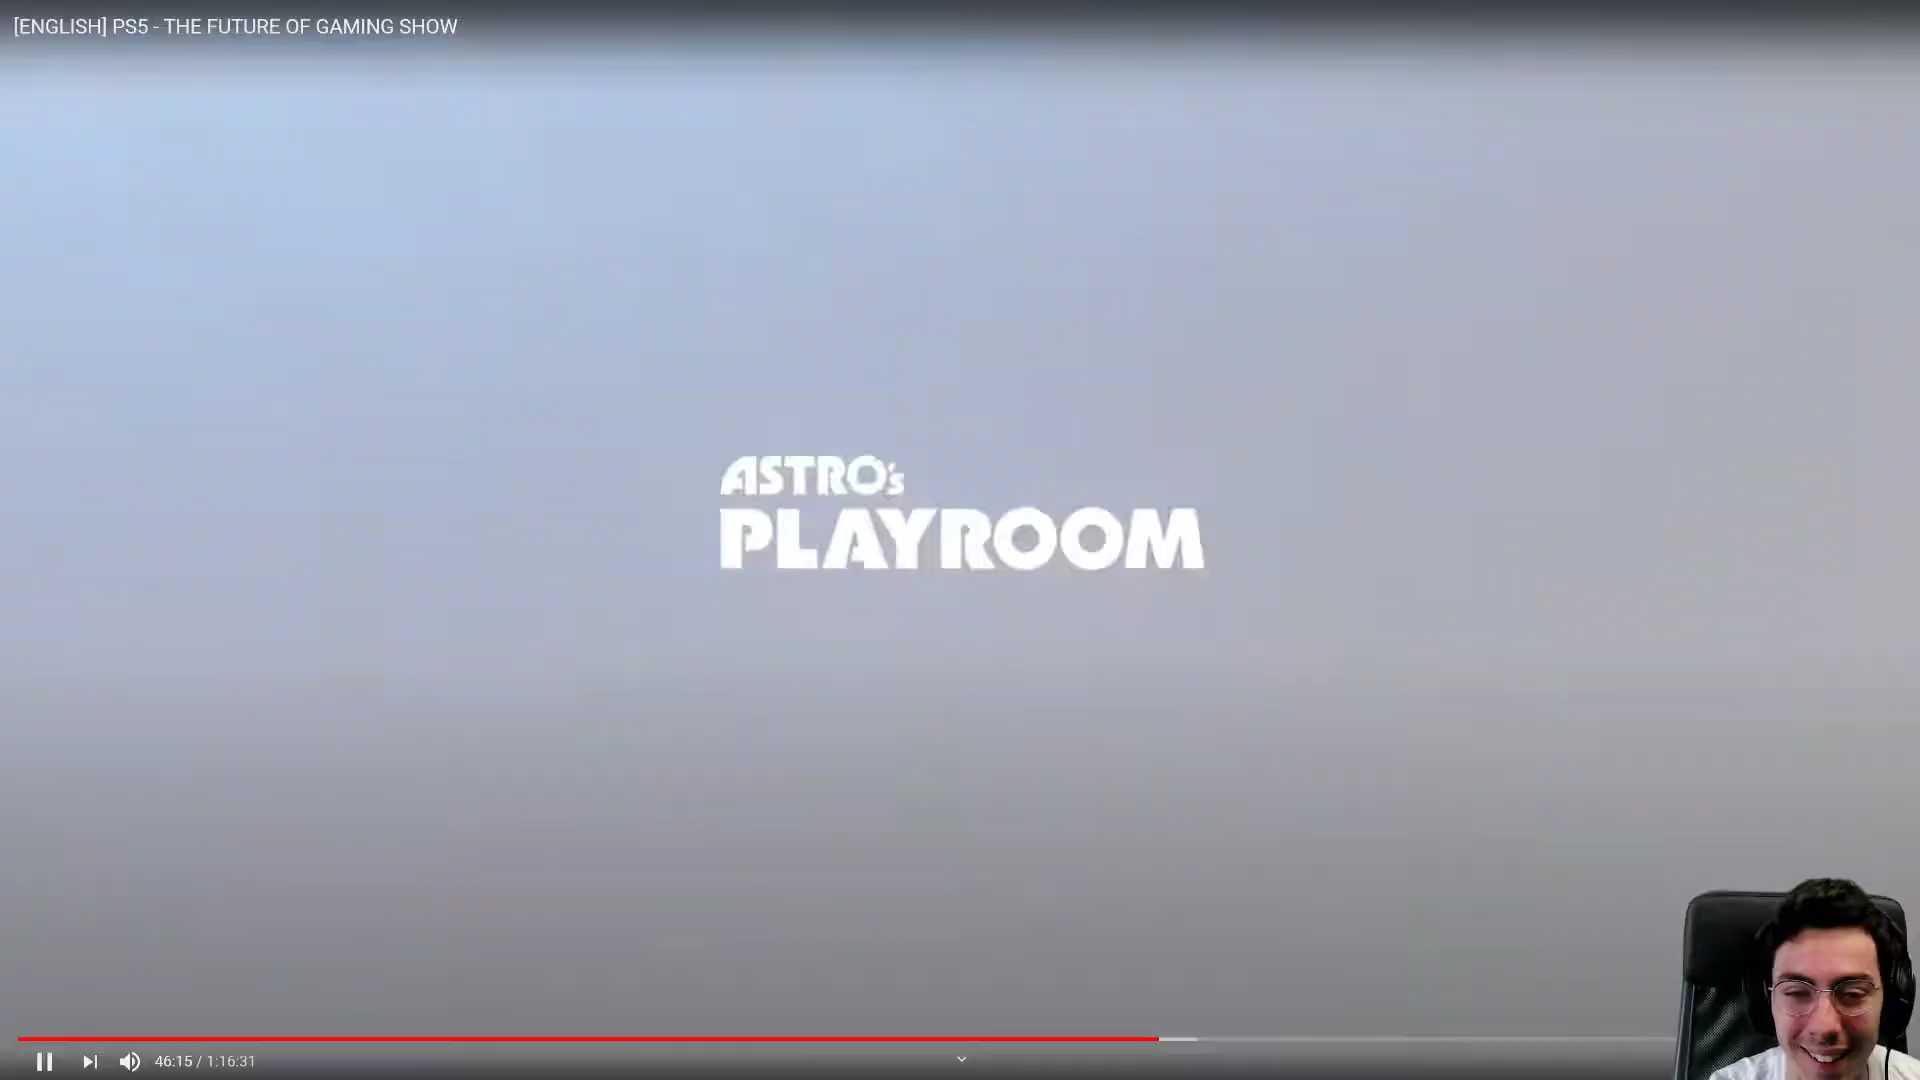 [ENGLISH] PS5 - THE FUTURE OF GAMING SHOW
ASTRO's
PLAYROOM
46:15 / 1:16:31